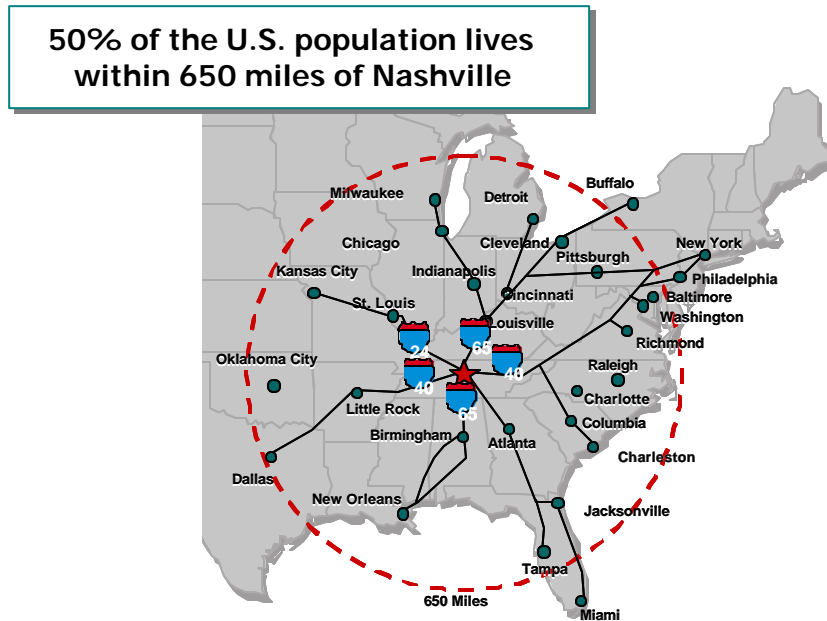 50% of the U.S. population lives
within 650 miles of Nashville
Buffalo
Milwaukee
Detroit
Chicago
Cleveland
New York
Pittsburgh
Kansas City
Indianapolis
Philadelphia
Cincinnati
Baltimore
St. Louis
Washington
Louisville
Richmond
24
65
40
Oklahoma City
Raleigh
40
Charlotte
Little Rock
65
Columbia
Birmingham
Atlanta
Charleston
Dallas
New Orleans
Jacksonville
Tampa
650 Miles
Miami